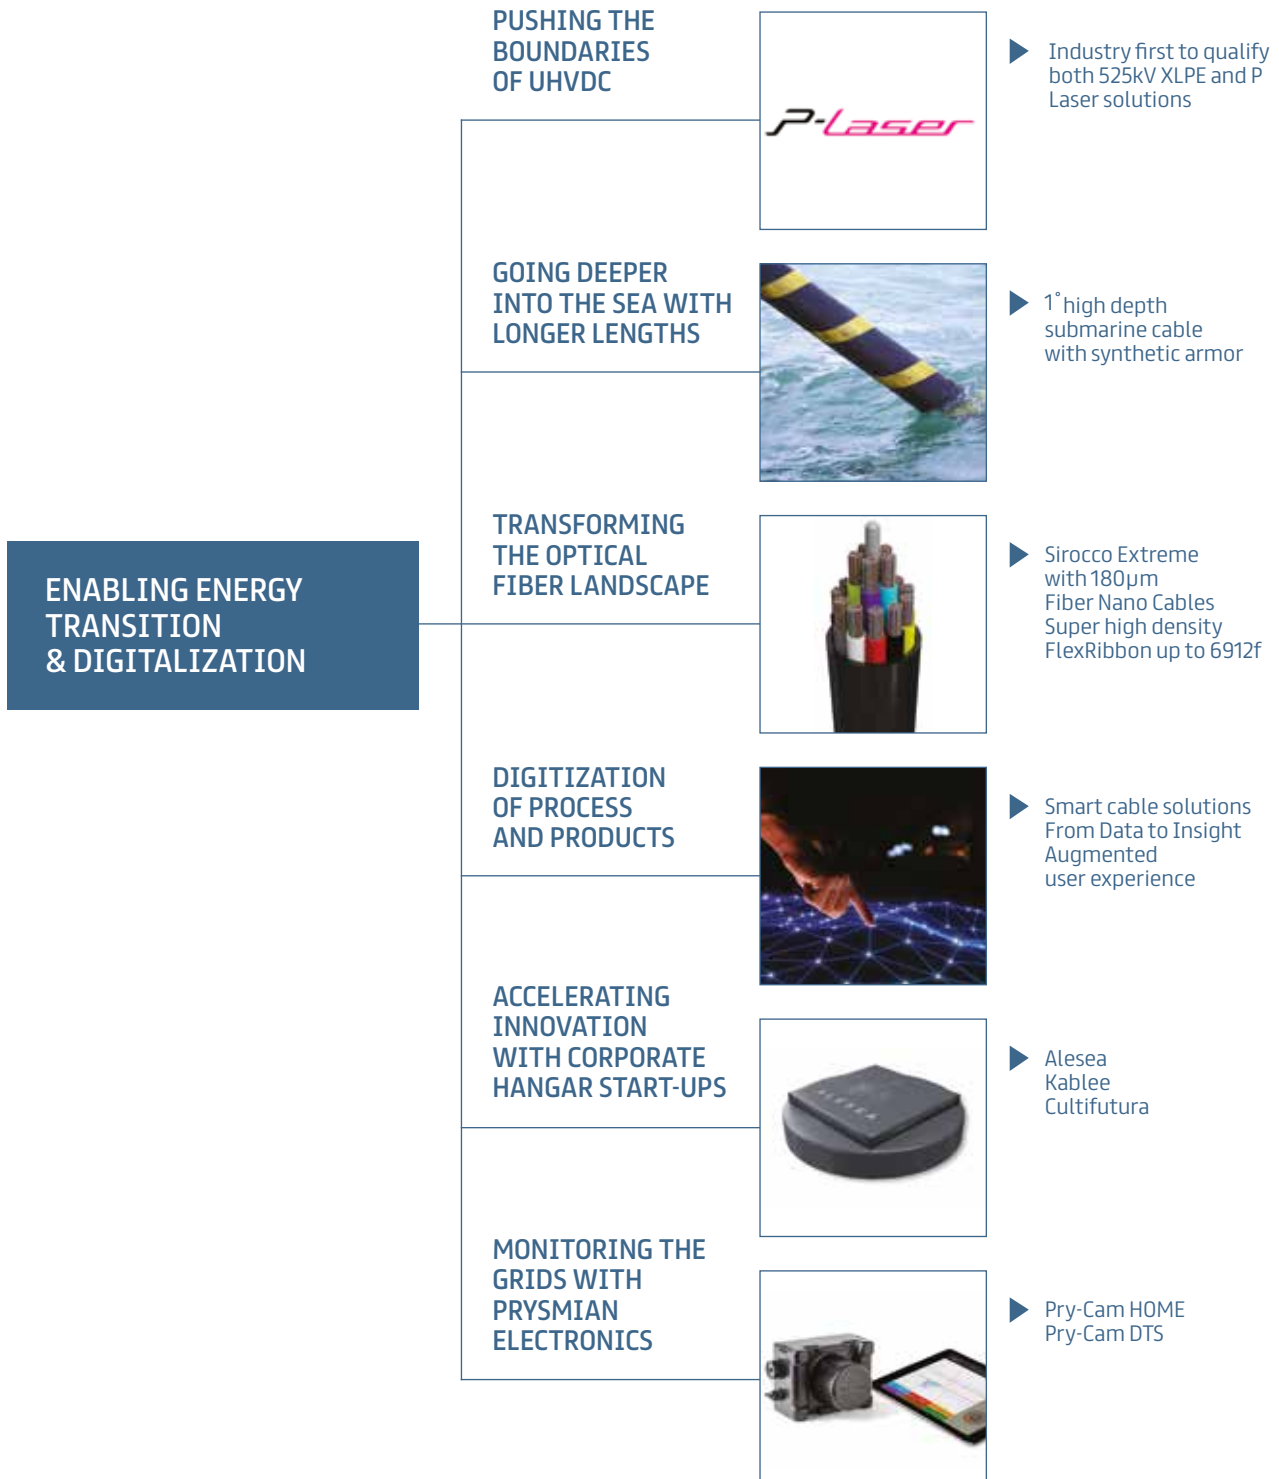 PUSHING THE
BOUNDARIES
OF UHVDC
P-Laser
Industry first to qualify
both 525kV XLPE and P
Laser solutions
GOING DEEPER
INTO THE SEA WITH
LONGER LENGTHS
1° high depth
submarine cable
with synthetic armor
TRANSFORMING
THE OPTICAL
FIBER LANDSCAPE
Sirocco Extreme
with 180µm
Fiber Nano Cables
Super high density
FlexRibbon up to 6912f
ENABLING ENERGY
TRANSITION
& DIGITALIZATION
DIGITIZATION
OF PROCESS
AND PRODUCTS
Smart cable solutions
From Data to Insight
Augmented
user experience
ACCELERATING
INNOVATION
WITH CORPORATE
HANGAR START-UPS
ALESEA
Alesea
Kablee
Cultifutura
MONITORING THE
GRIDS WITH
PRYSMIAN
ELECTRONICS
Pry-Cam HOME
Pry-Cam DTS